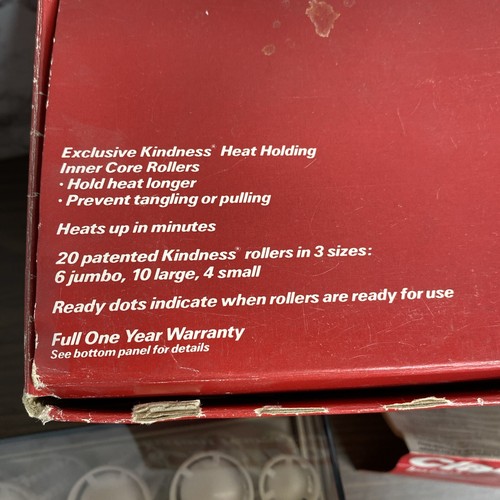 Exclusive Kindness* Heat Holding
Inner Core Rollers
• Hold heat longer
• Prevent tangling or pulling
Heats up in minutes
20 patented Kindness* rollers in 3 sizes:
6 jumbo, 10 large, 4 small
Ready dots indicate when rollers are ready for use
Full One Year Warranty
See bottom panel for details